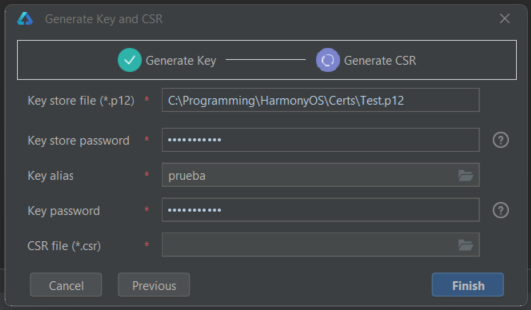 Generate Key and CSR
Generate Key Generate CSR
Key store file (*.p12) * C:\Programming\HarmonyOS\Certs\Test.p12
Key store password * •••••••••••
Key alias * prueba
Key password * •••••••••••
CSR file (*.csr) *
Cancel Previous Finish